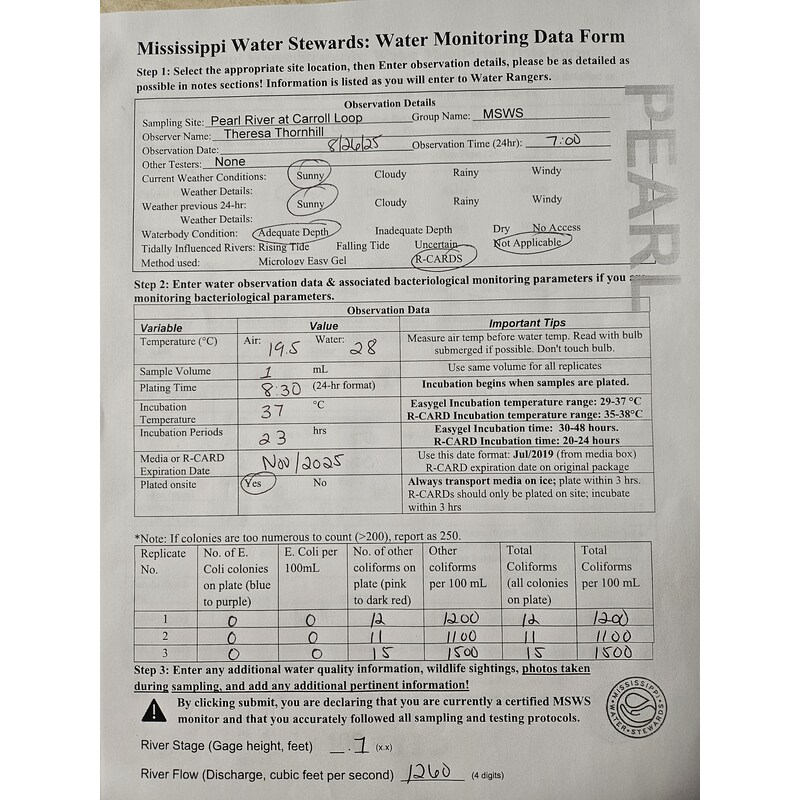 Mississippi Water Stewards: Water Monitoring Data Form
Step 1: Select the appropriate site location, then Enter observation details, please be as detailed as
possible in notes sections! Information is listed as you will enter to Water Rangers.
PEARL
Observation Details
Sampling Site: Pearl River at Carroll Loop Group Name: MSWS
Observer Name: Theresa Thornhill
Observation Date: 8/26/25 Observation Time (24hr): 7:00
Other Testers: None
Current Weather Conditions: Sunny Cloudy Rainy Windy
Weather Details:
Weather previous 24-hr: Sunny Cloudy Rainy Windy
Weather Details:
Waterbody Condition: Adequate Depth Inadequate Depth Dry No Access
Tidally Influenced Rivers: Rising Tide Falling Tide Uncertain Not Applicable
Method used: Micrology Easy Gel R-CARDS
Step 2: Enter water observation data & associated bacteriological monitoring parameters if you are
monitoring bacteriological parameters.
Observation Data
Variable Value Important Tips
Temperature (°C) Air: 19.5 Water: 28 Measure air temp before water temp. Read with bulb
submerged if possible. Don't touch bulb.
Sample Volume 1 mL Use same volume for all replicates
Plating Time 8:30 (24-hr format) Incubation begins when samples are plated.
Incubation 37 °C Easygel Incubation temperature range: 29-37 °C
Temperature R-CARD Incubation temperature range: 35-38°C
Incubation Periods 23 hrs Easygel Incubation time: 30-48 hours.
R-CARD Incubation time: 20-24 hours
Media or R-CARD Nov/2025 Use this date format: Jul/2019 (from media box)
Expiration Date R-CARD expiration date on original package
Plated onsite Yes No Always transport media on ice; plate within 3 hrs.
R-CARDs should only be plated on site; incubate
within 3 hrs
*Note: If colonies are too numerous to count (>200), report as 250.
Replicate No. of E. E. Coli per No. of other Other Total Total
No. Coli colonies 100mL coliforms on coliforms Coliforms Coliforms
on plate (blue plate (pink per 100 mL (all colonies per 100 mL
to purple) to dark red) on plate)
1 0 0 12 1200 12 1200
2 0 0 11 1100 11 1100
3 0 0 15 1500 15 1500
Step 3: Enter any additional water quality information, wildlife sightings, photos taken
during sampling, and add any additional pertinent information!
By clicking submit, you are declaring that you are currently a certified MSWS
monitor and that you accurately followed all sampling and testing protocols.
MISSISSIPPI WATER STEWARDS
River Stage (Gage height, feet) __.1 (x.x)
River Flow (Discharge, cubic feet per second) 1260 (4 digits)